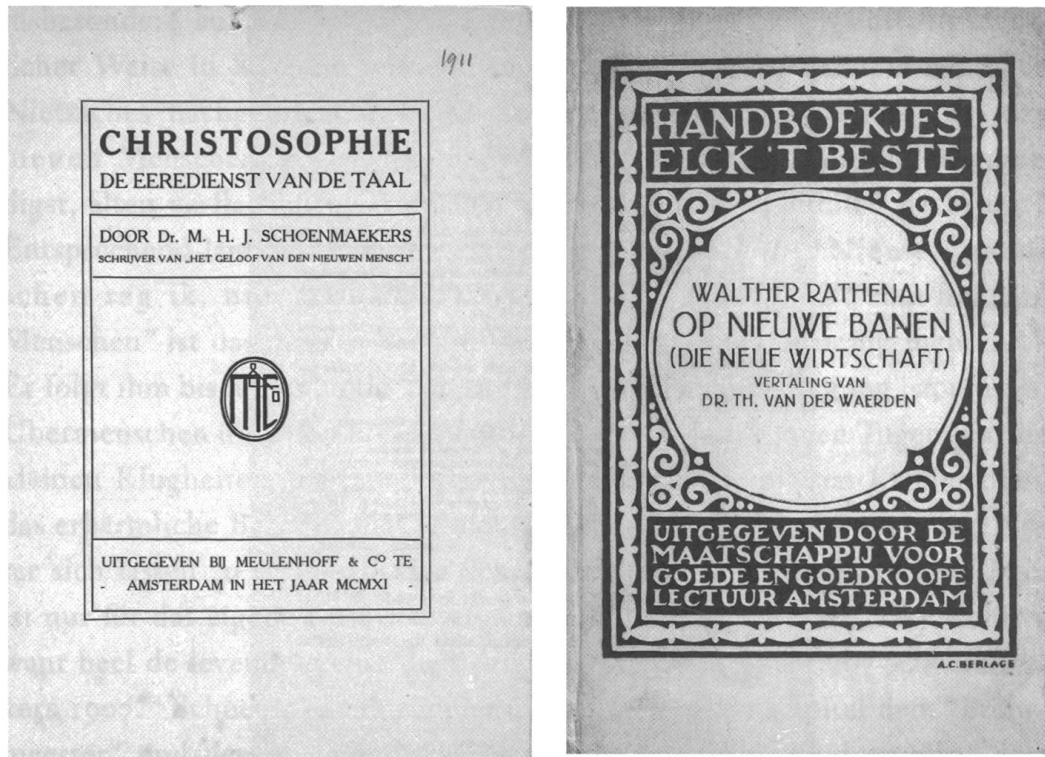 1911
CHRISTOSOPHIE
DE EEREDIENST VAN DE TAAL
DOOR Dr. M. H. J. SCHOENMAEKERS
SCHRIJVER VAN „HET GELOOF VAN DEN NIEUWEN MENSCH"
UITGEGEVEN BIJ MEULENHOFF & Cº TE
- AMSTERDAM IN HET JAAR MCMXI -
HANDBOEKJES
ELCK 'T BESTE
WALTHER RATHENAU
OP NIEUWE BANEN
(DIE NEUE WIRTSCHAFT)
VERTALING VAN
DR. TH. VAN DER WAERDEN
UITGEGEVEN DOOR DE
MAATSCHAPPIJ VOOR
GOEDE EN GOEDKOOPE
LECTUUR AMSTERDAM
A.C.BERLAGE